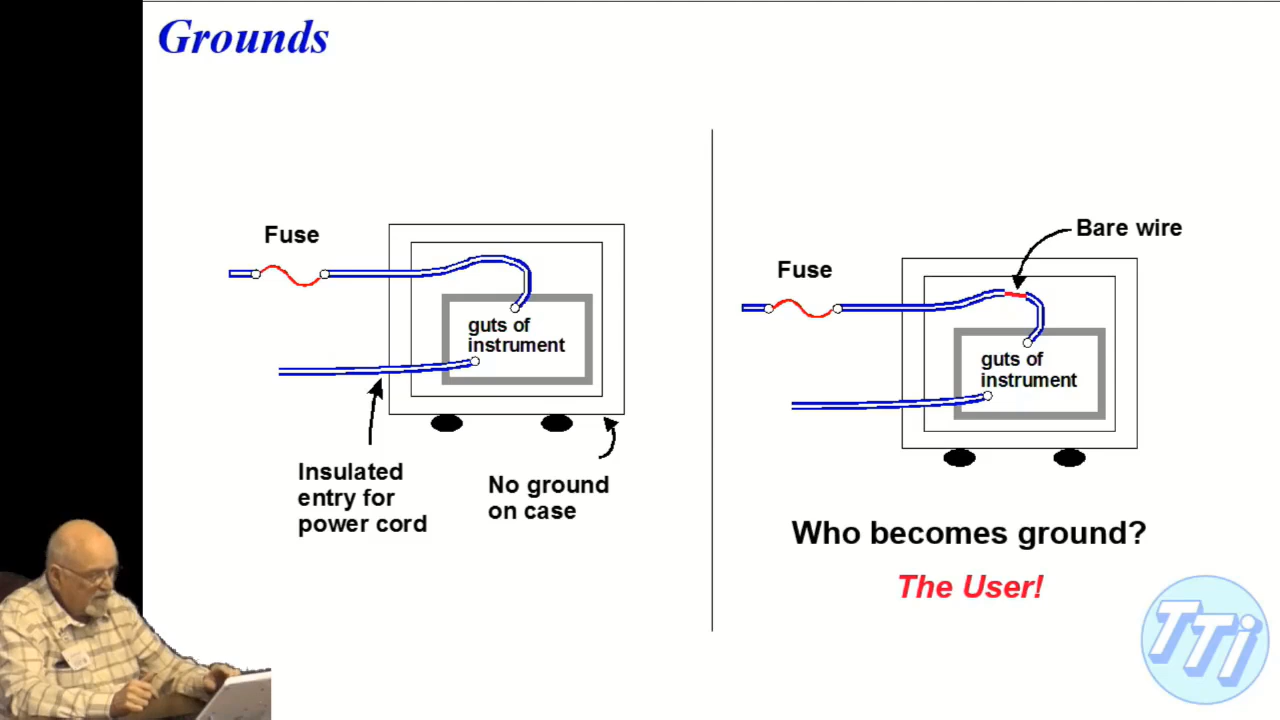 Grounds
Fuse
guts of
instrument
Insulated
entry for
power cord
No ground
on case
Bare wire
Fuse
guts of
instrument
Who becomes ground?
The User!
TTi